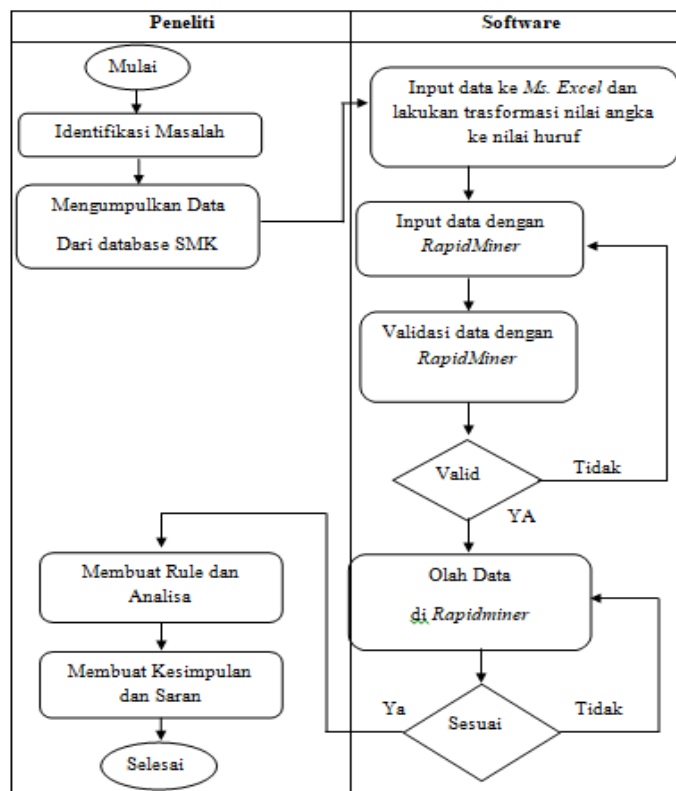 Peneliti
Software
Mulai
Identifikasi Masalah
Mengumpulkan Data
Dari database SMK
Input data ke Ms. Excel dan
lakukan trasformasi nilai angka
ke nilai huruf
Input data dengan
RapidMiner
Validasi data dengan
RapidMiner
Valid
Tidak
YA
Olah Data
di Rapidminer
Sesuai
Tidak
Ya
Membuat Rule dan
Analisa
Membuat Kesimpulan
dan Saran
Selesai